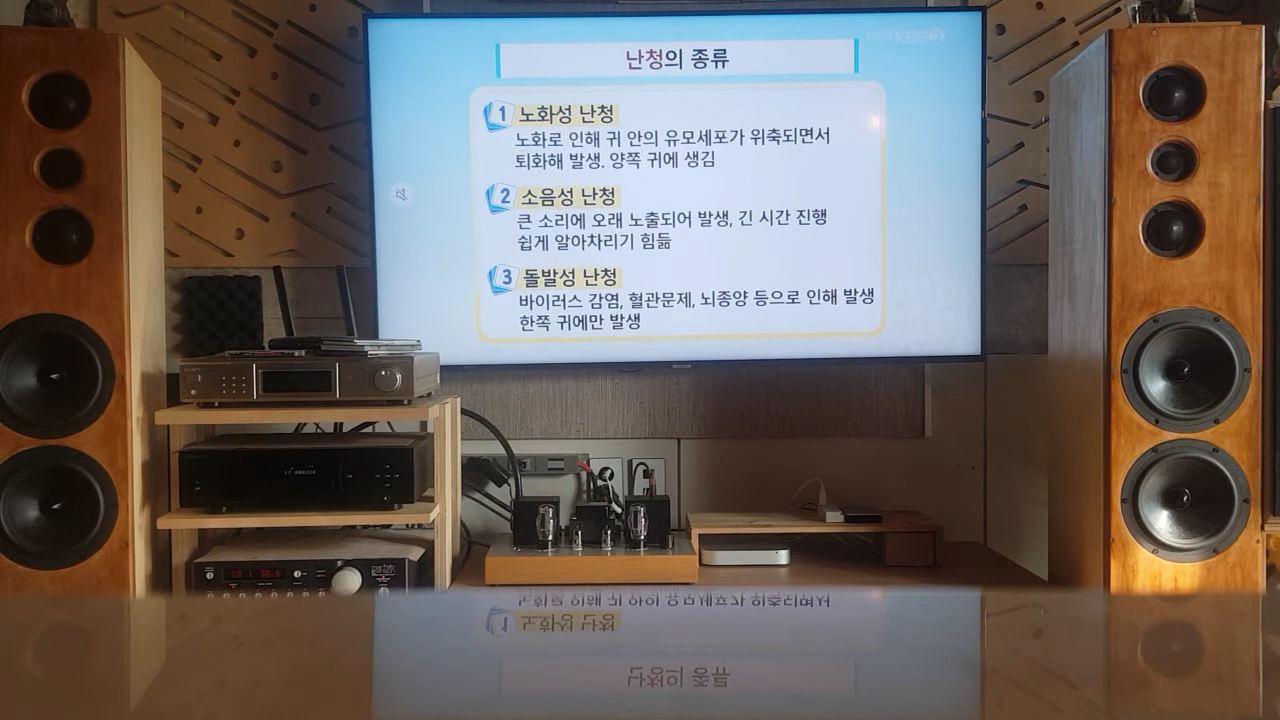 KBS
난청의 종류
1 노화성 난청
노화로 인해 귀 안의 유모세포가 위축되면서
퇴화해 발생. 양쪽 귀에 생김
2 소음성 난청
큰 소리에 오래 노출되어 발생, 긴 시간 진행
쉽게 알아차리기 힘듦
3 돌발성 난청
바이러스 감염, 혈관문제, 뇌종양 등으로 인해 발생
한쪽 귀에만 발생